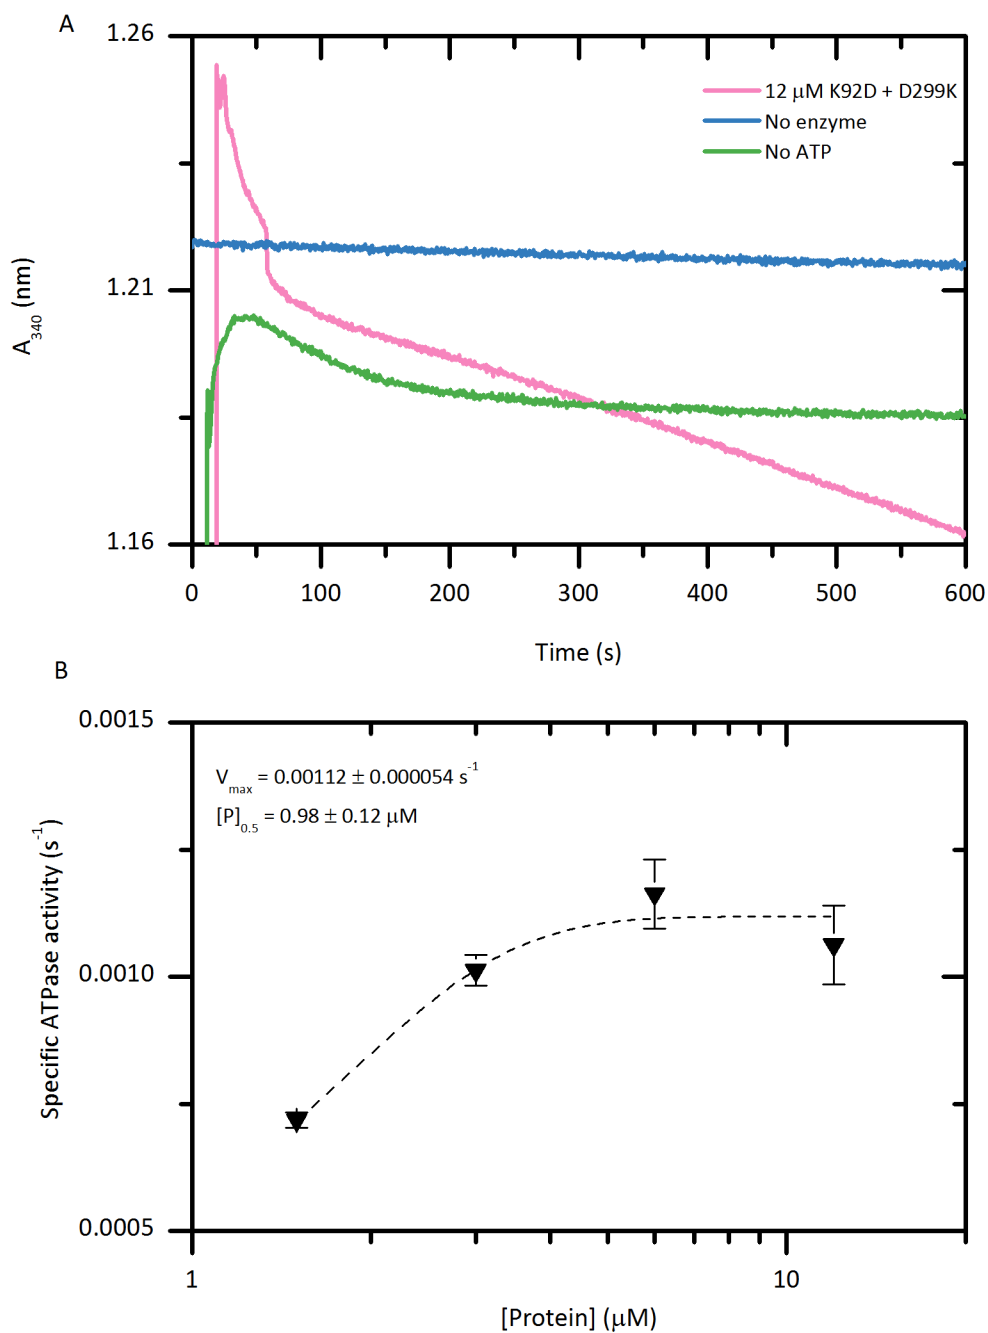 A
1.26
12 μM K92D + D299K
No enzyme
No ATP
A340 (nm)
1.21
1.16
0 100 200 300 400 500 600
Time (s)
B
0.0015
Vmax = 0.00112 ± 0.000054 s-1
[P]0.5 = 0.98 ± 0.12 μM
Specific ATPase activity (s-1)
0.0010
0.0005
1 10
[Protein] (μM)